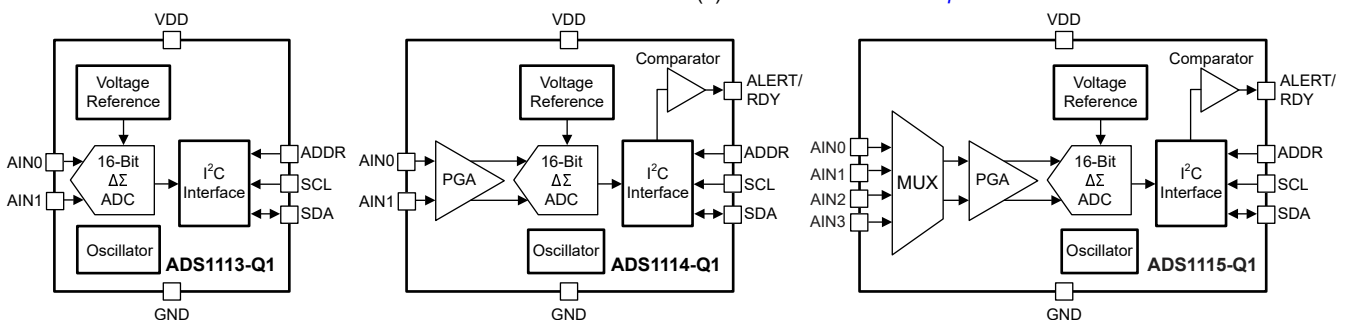 VDD
Voltage
Reference
AIN0
AIN1
16-Bit
ΔΣ
ADC
I²C
Interface
ADDR
SCL
SDA
Oscillator
ADS1113-Q1
GND
VDD
Comparator
ALERT/
RDY
Voltage
Reference
AIN0
AIN1
PGA
16-Bit
ΔΣ
ADC
I²C
Interface
ADDR
SCL
SDA
Oscillator
ADS1114-Q1
GND
VDD
Comparator
ALERT/
RDY
Voltage
Reference
AIN0
AIN1
AIN2
AIN3
MUX
PGA
16-Bit
ΔΣ
ADC
I²C
Interface
ADDR
SCL
SDA
Oscillator
ADS1115-Q1
GND